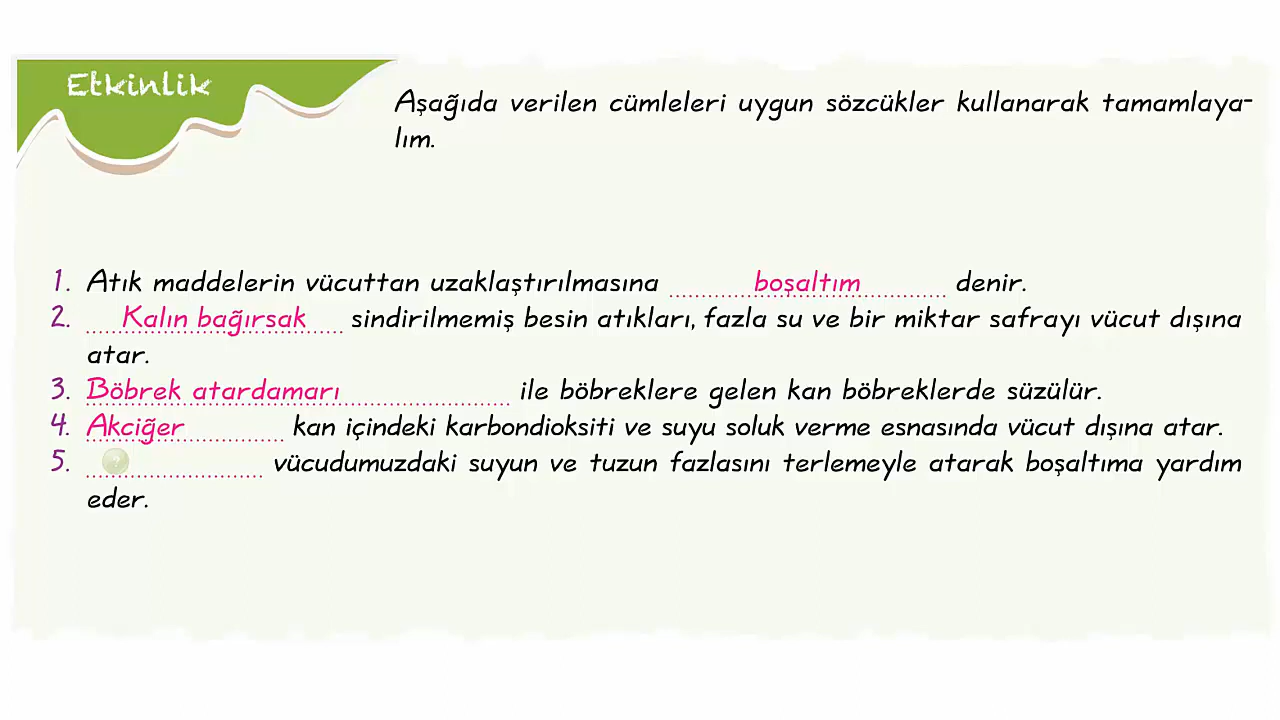 Etkinlik
Aşağıda verilen cümleleri uygun sözcükler kullanarak tamamlaya-
lım.
1. Atık maddelerin vücuttan uzaklaştırılmasına boşaltım denir.
2. Kalın bağırsak sindirilmemiş besin atıkları, fazla su ve bir miktar safrayı vücut dışına
atar.
3. Böbrek atardamarı ile böbreklere gelen kan böbreklerde süzülür.
4. Akciğer kan içindeki karbondioksiti ve suyu soluk verme esnasında vücut dışına atar.
5. ? vücudumuzdaki suyun ve tuzun fazlasını terlemeyle atarak boşaltıma yardım
eder.